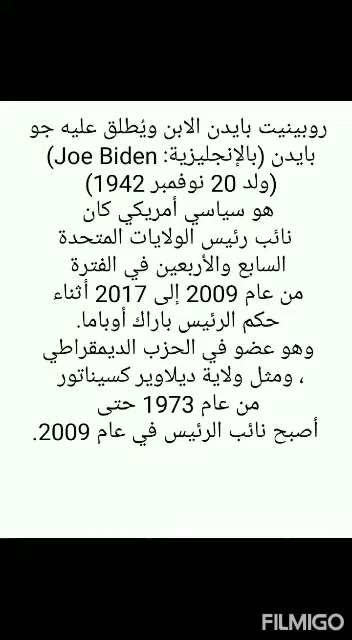 روبينيت بايدن الابن ويُطلق عليه جو
بايدن (بالإنجليزية: Joe Biden)
(ولد 20 نوفمبر 1942)
هو سياسي أمريكي كان
نائب رئيس الولايات المتحدة
السابع والأربعين في الفترة
من عام 2009 إلى 2017 أثناء
حكم الرئيس باراك أوباما.
وهو عضو في الحزب الديمقراطي
، ومثل ولاية ديلاوير كسيناتور
من عام 1973 حتى
أصبح نائب الرئيس في عام 2009.
FILMIGO